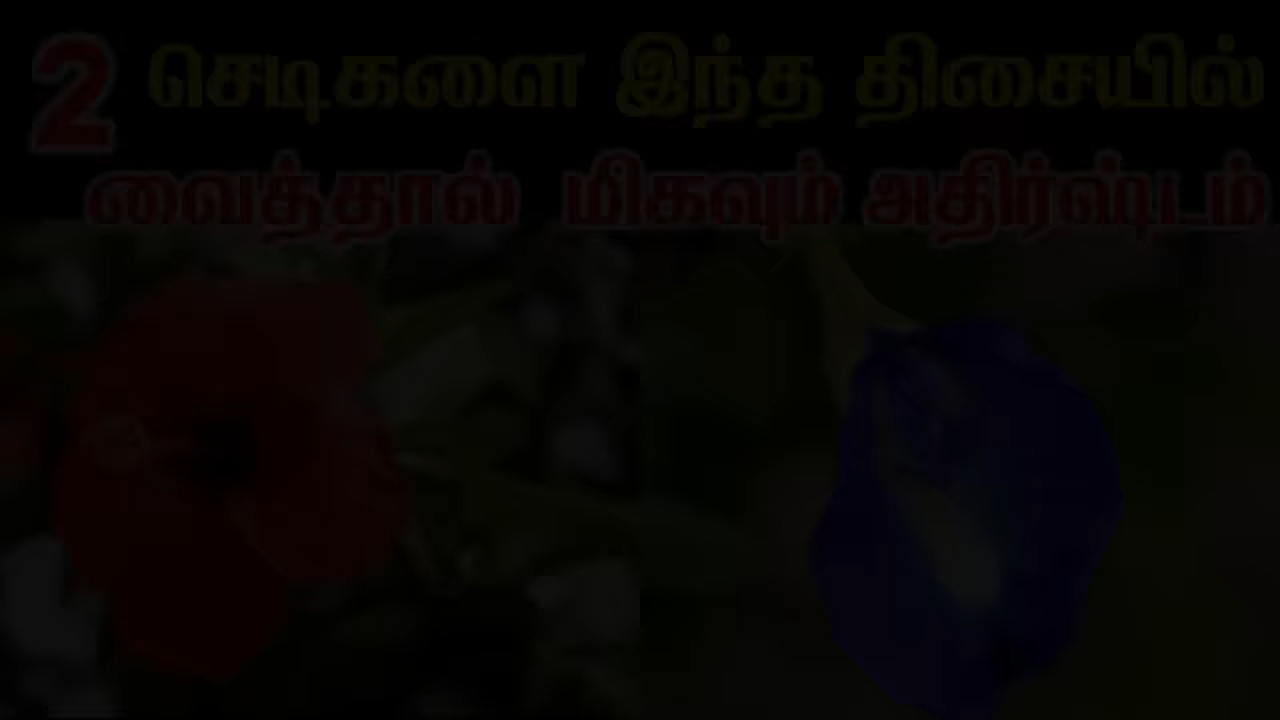 2 செடிகளை இந்த திசையில்
வைத்தால் மிகவும் அதிர்ஷ்டம்